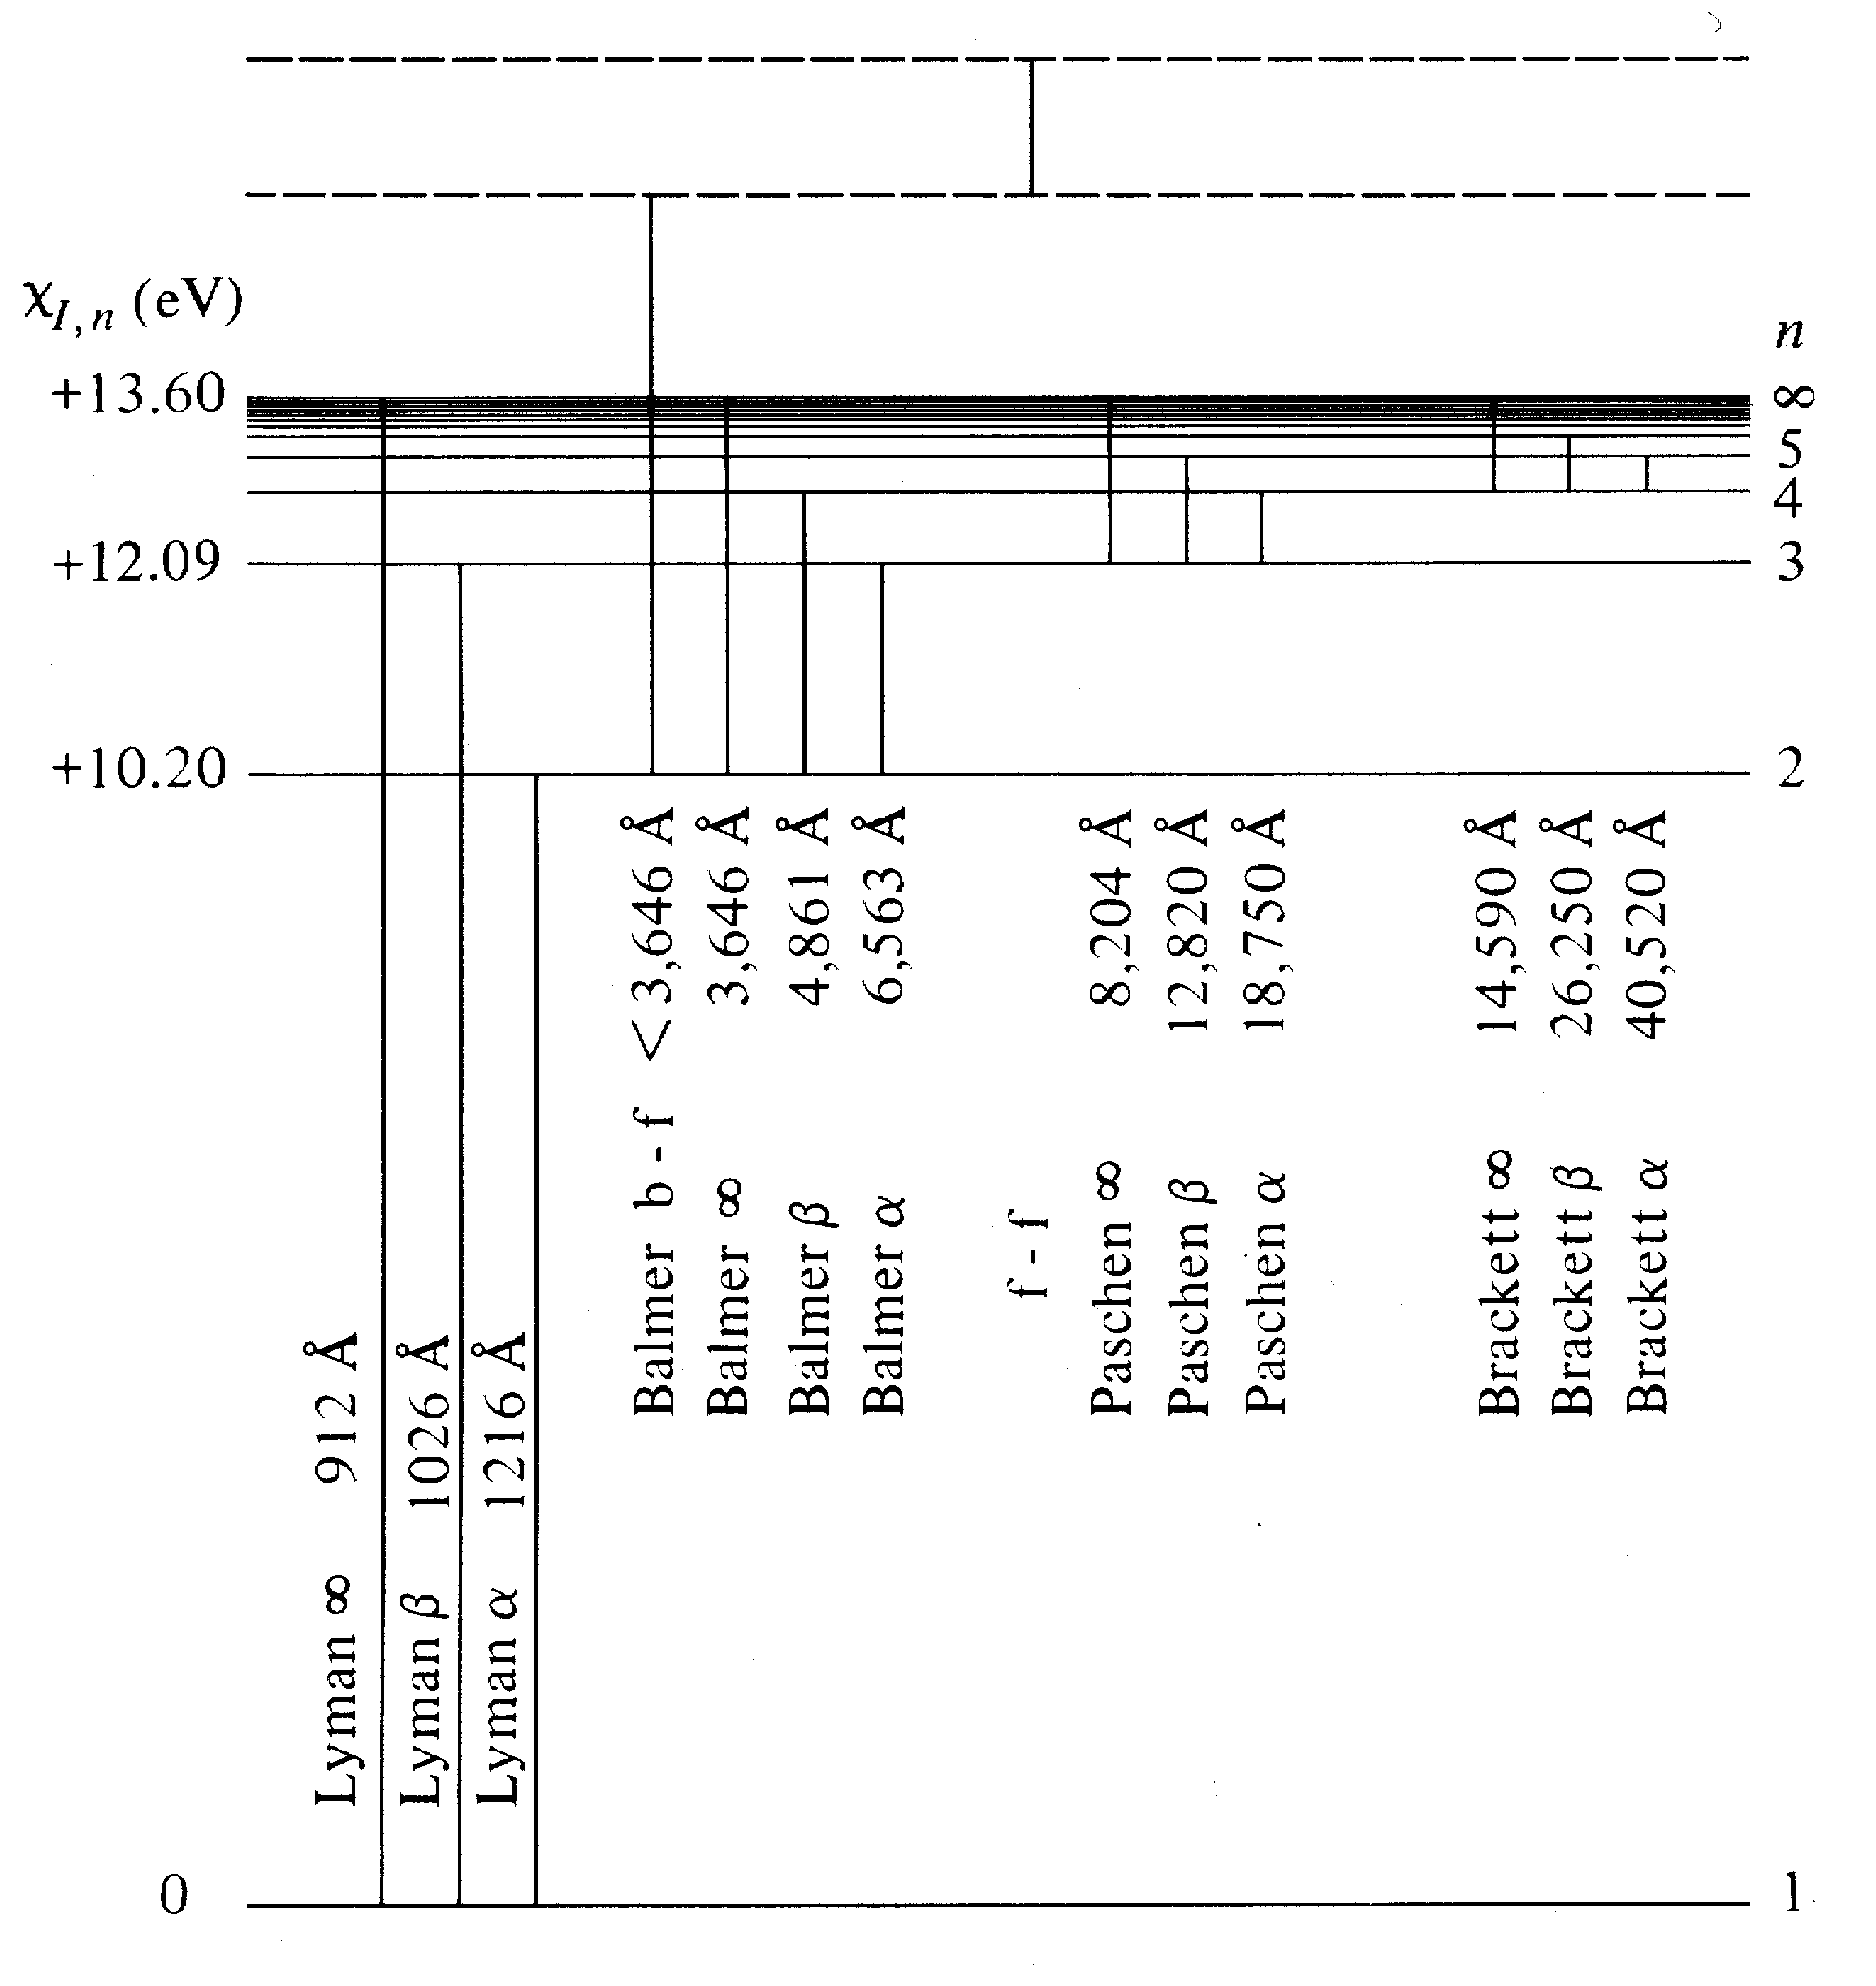 χI,n (eV)
n
+13.60
∞
5
4
+12.09
3
+10.20
2
0
1
Lyman ∞ 912 Å
Lyman β 1026 Å
Lyman α 1216 Å
Balmer b - f <3,646 Å
Balmer ∞ 3,646 Å
Balmer β 4,861 Å
Balmer α 6,563 Å
f - f
Paschen ∞ 8,204 Å
Paschen β 12,820 Å
Paschen α 18,750 Å
Brackett ∞ 14,590 Å
Brackett β 26,250 Å
Brackett α 40,520 Å